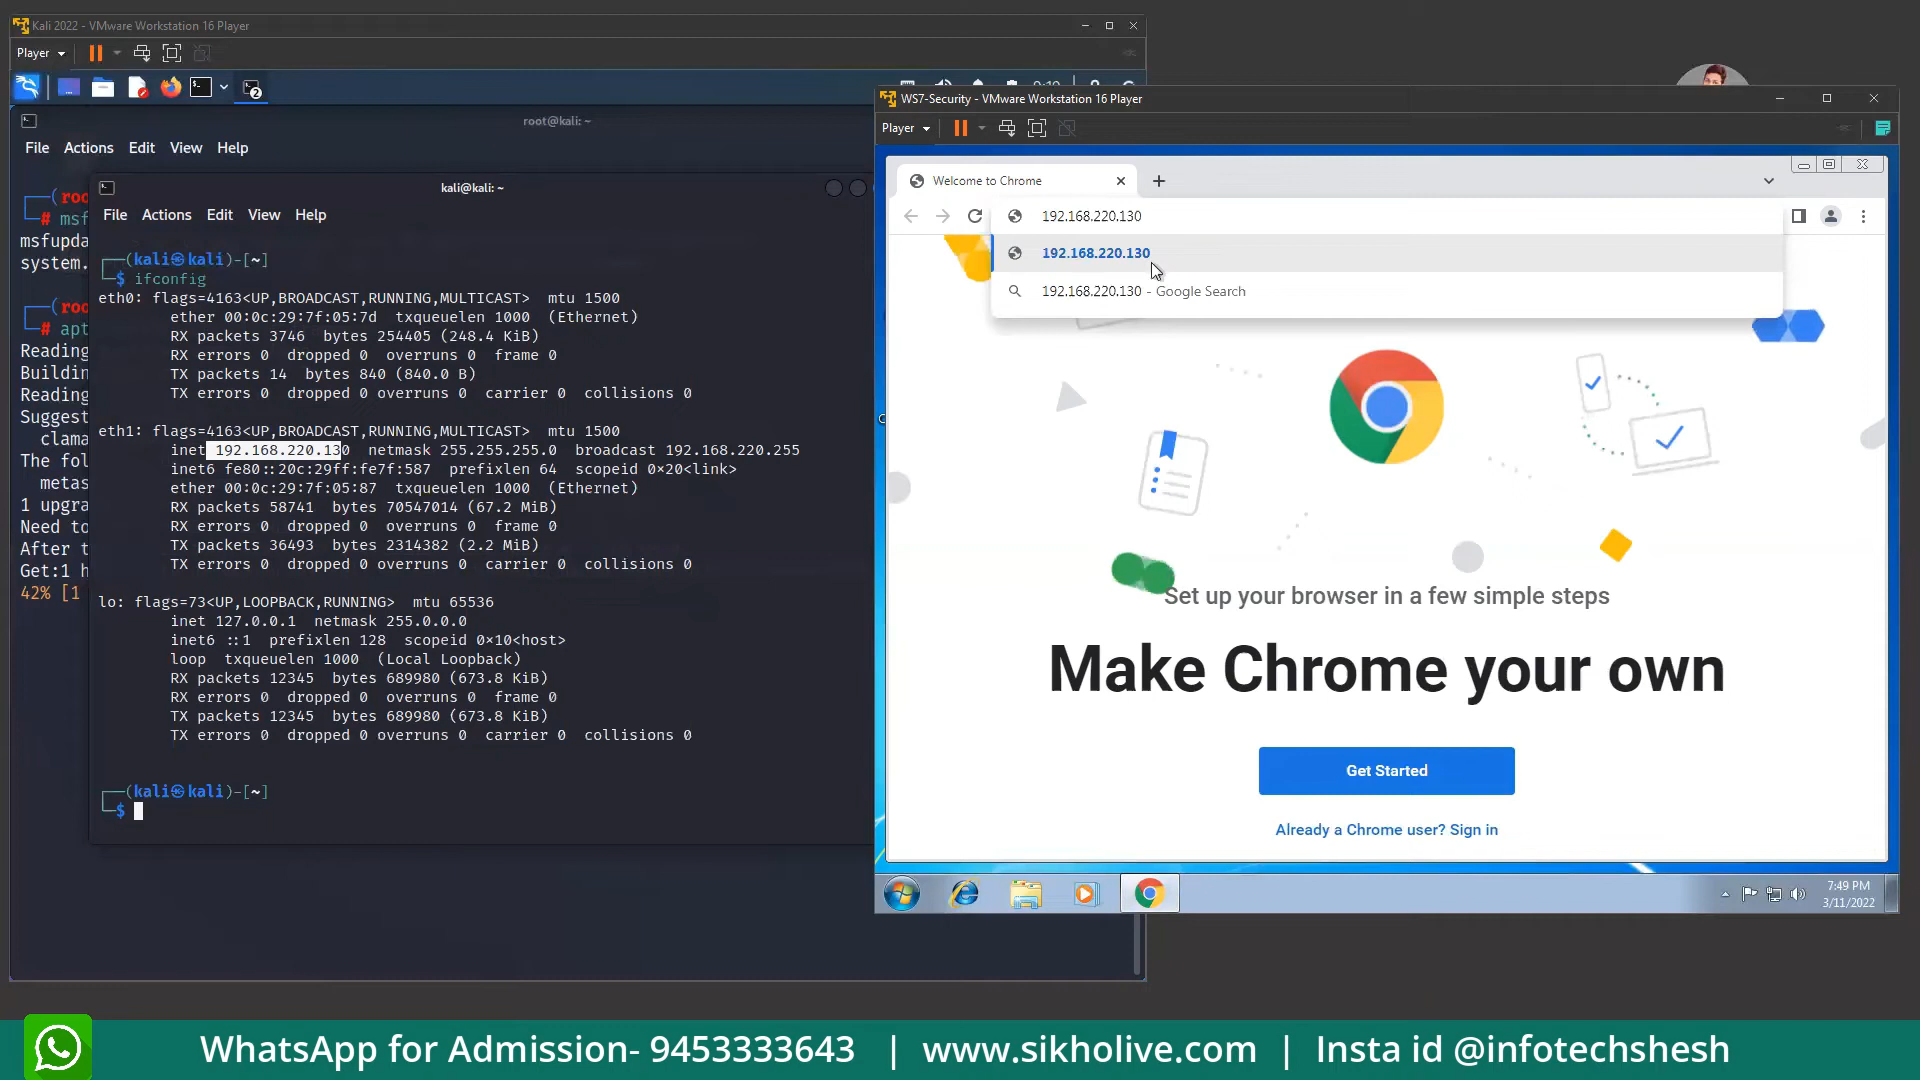 Kali 2022 - VMware Workstation 16 Player
Player
2
root@kali: ~
File Actions Edit View Help
# msf
msfupda
system.
# apt
Reading
Buildin
Reading
Suggest
clama
The fol
metas
1 upgra
Need to
After t
Get:1 h
42% [1
kali@kali: ~
File Actions Edit View Help
(kali㉿kali)-[~]
$ ifconfig
eth0: flags=4163<UP,BROADCAST,RUNNING,MULTICAST> mtu 1500
ether 00:0c:29:7f:05:7d txqueuelen 1000 (Ethernet)
RX packets 3746 bytes 254405 (248.4 KiB)
RX errors 0 dropped 0 overruns 0 frame 0
TX packets 14 bytes 840 (840.0 B)
TX errors 0 dropped 0 overruns 0 carrier 0 collisions 0
eth1: flags=4163<UP,BROADCAST,RUNNING,MULTICAST> mtu 1500
inet 192.168.220.130 netmask 255.255.255.0 broadcast 192.168.220.255
inet6 fe80::20c:29ff:fe7f:587 prefixlen 64 scopeid 0×20<link>
ether 00:0c:29:7f:05:87 txqueuelen 1000 (Ethernet)
RX packets 58741 bytes 70547014 (67.2 MiB)
RX errors 0 dropped 0 overruns 0 frame 0
TX packets 36493 bytes 2314382 (2.2 MiB)
TX errors 0 dropped 0 overruns 0 carrier 0 collisions 0
lo: flags=73<UP,LOOPBACK,RUNNING> mtu 65536
inet 127.0.0.1 netmask 255.0.0.0
inet6 ::1 prefixlen 128 scopeid 0×10<host>
loop txqueuelen 1000 (Local Loopback)
RX packets 12345 bytes 689980 (673.8 KiB)
RX errors 0 dropped 0 overruns 0 frame 0
TX packets 12345 bytes 689980 (673.8 KiB)
TX errors 0 dropped 0 overruns 0 carrier 0 collisions 0
(kali㉿kali)-[~]
$
WS7-Security - VMware Workstation 16 Player
Player
Welcome to Chrome
192.168.220.130
192.168.220.130
192.168.220.130 - Google Search
Set up your browser in a few simple steps
Make Chrome your own
Get Started
Already a Chrome user? Sign in
7:49 PM
3/11/2022
WhatsApp for Admission- 9453333643 | www.sikholive.com | Insta id @infotechshesh